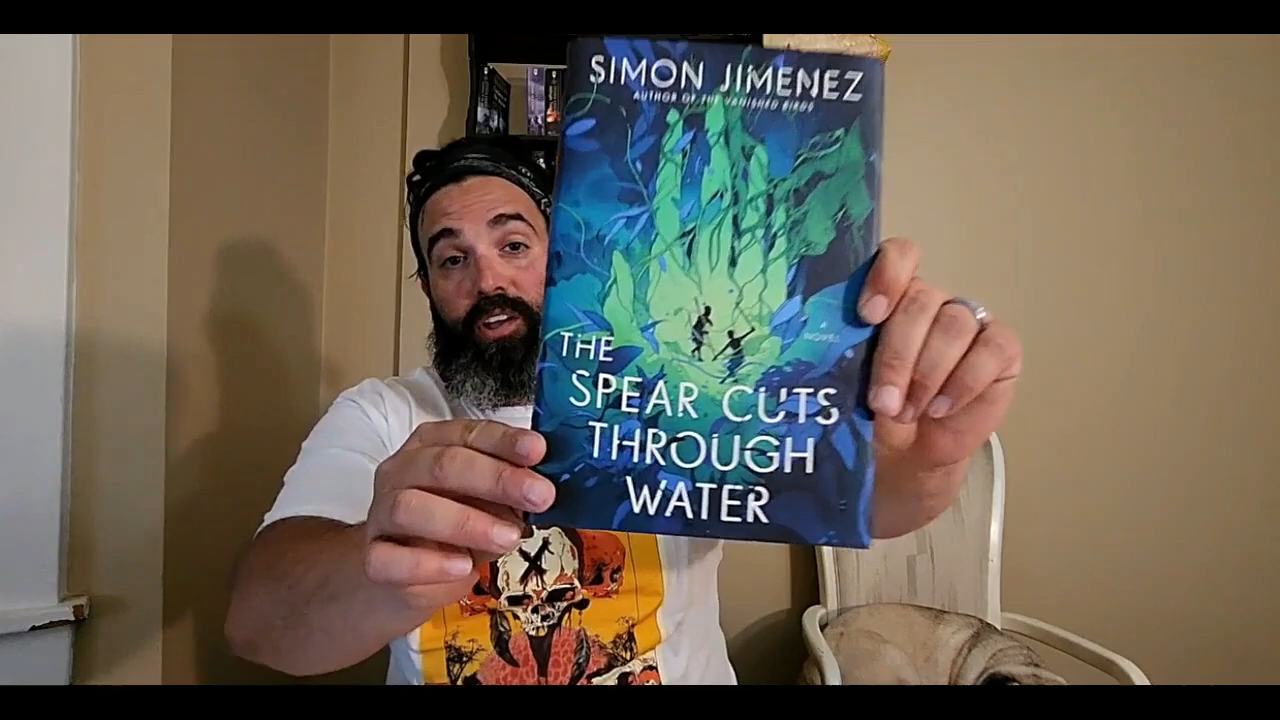 SIMON JIMENEZ
AUTHOR OF THE VANISHED BIRDS
A NOVEL
THE
SPEAR CUTS
THROUGH
WATER